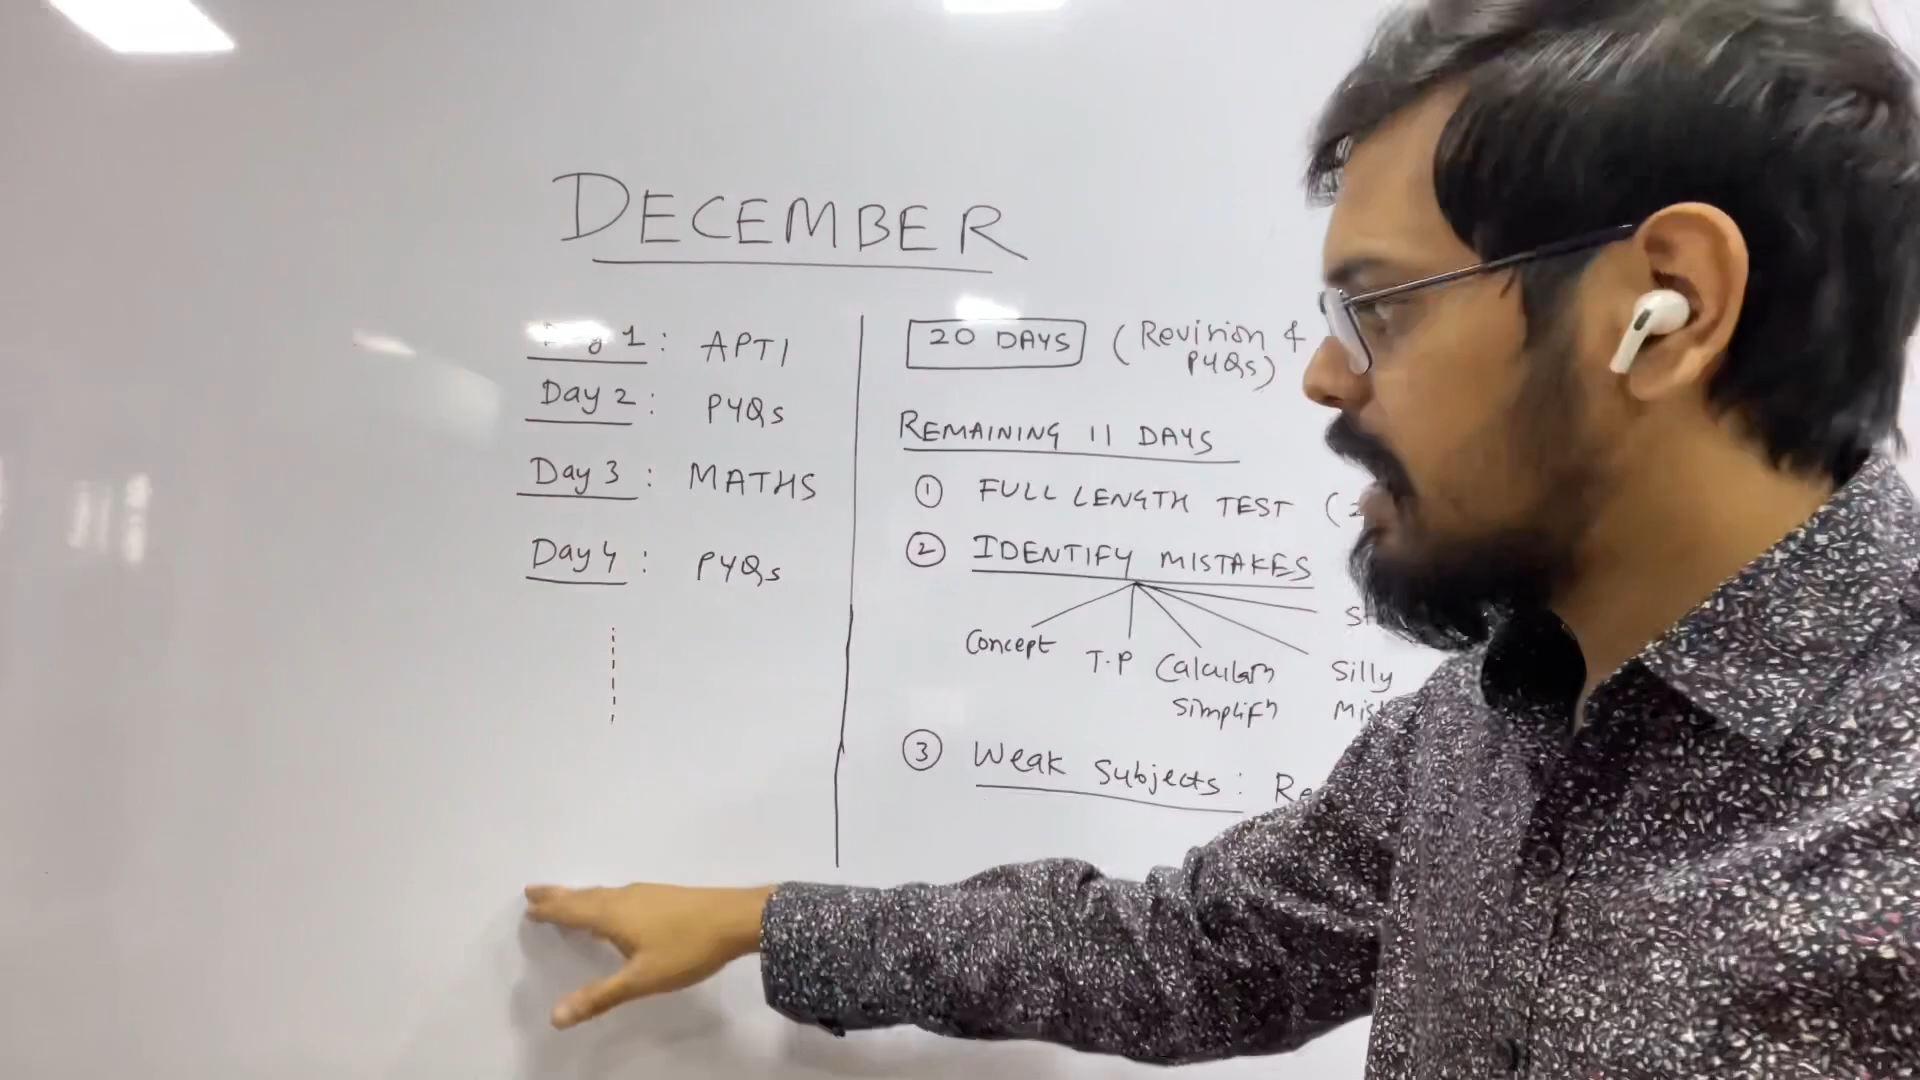 DECEMBER
1 : APTI
Day 2 : PYQs
Day 3 : MATHS
Day 4 : PYQs
20 DAYS (Revision &
PYQs)
REMAINING 11 DAYS
① FULL LENGTH TEST (
② IDENTIFY MISTAKES
Concept T.P Calculatn Silly
Simplifn
③ Weak Subjects :